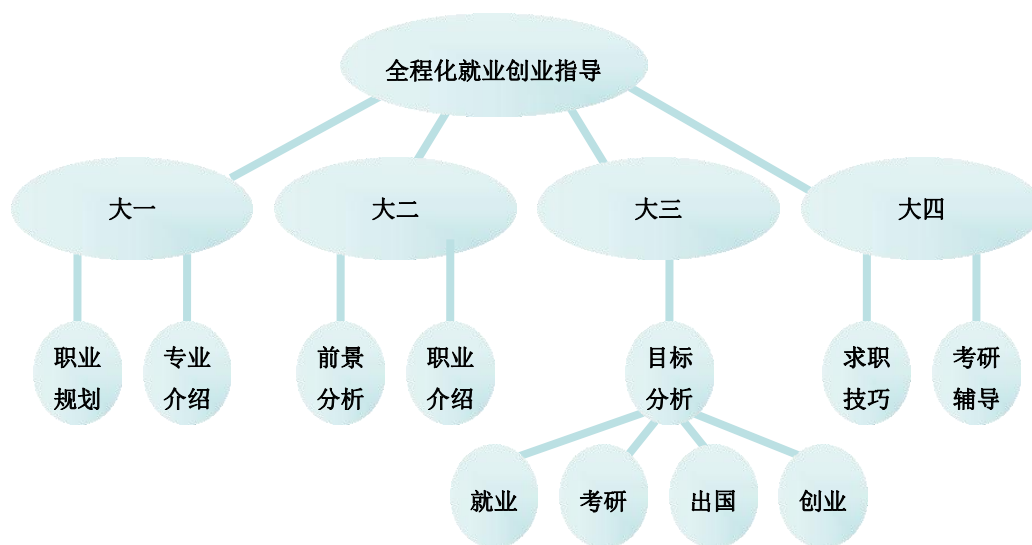 全程化就业创业指导
大一
大二
大三
大四
职业
规划
专业
介绍
前景
分析
职业
介绍
目标
分析
求职
技巧
考研
辅导
就业
考研
出国
创业